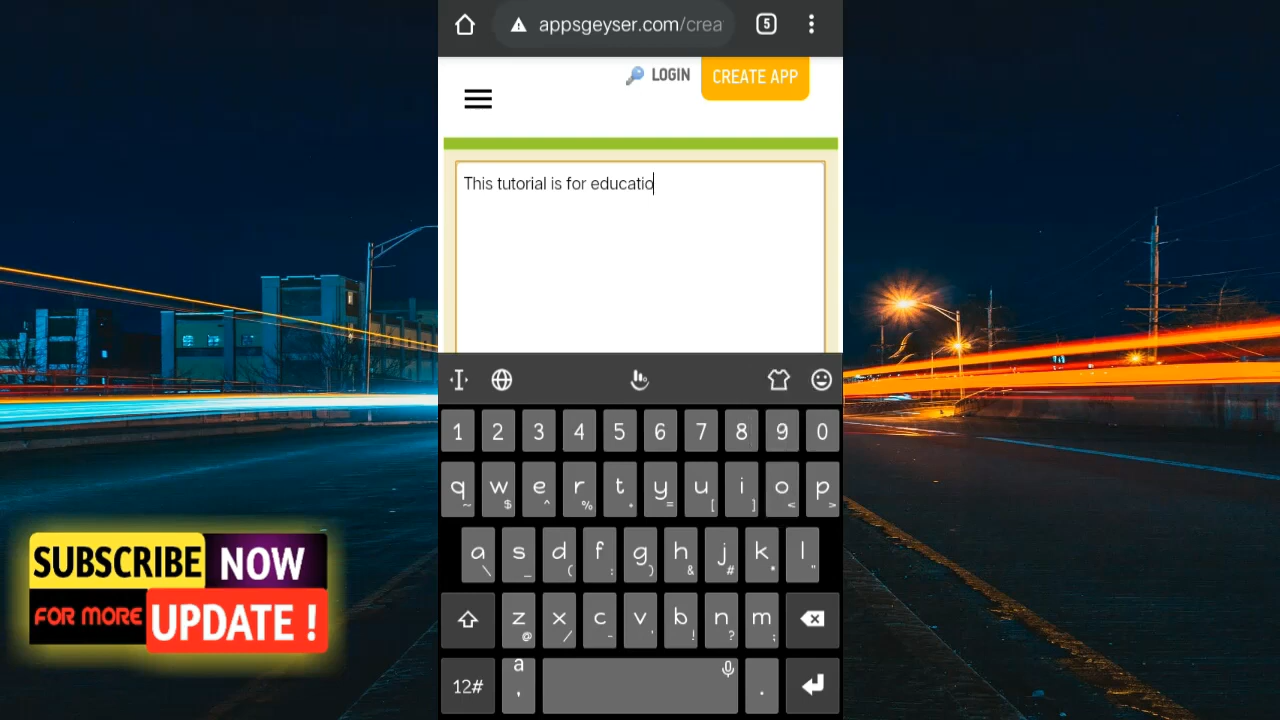 appsgeyser.com/crea
5
LOGIN
CREATE APP
This tutorial is for educatio
1 2 3 4 5 6 7 8 9 0
q w e r t y u i o p
~ $ ^ % • = [ ] < >
a s d f g h j k l
\ _ ( : ) & # * "
z x c v b n m
@ / - ' ! ? ;
12# a , .
SUBSCRIBE NOW
FOR MORE UPDATE !